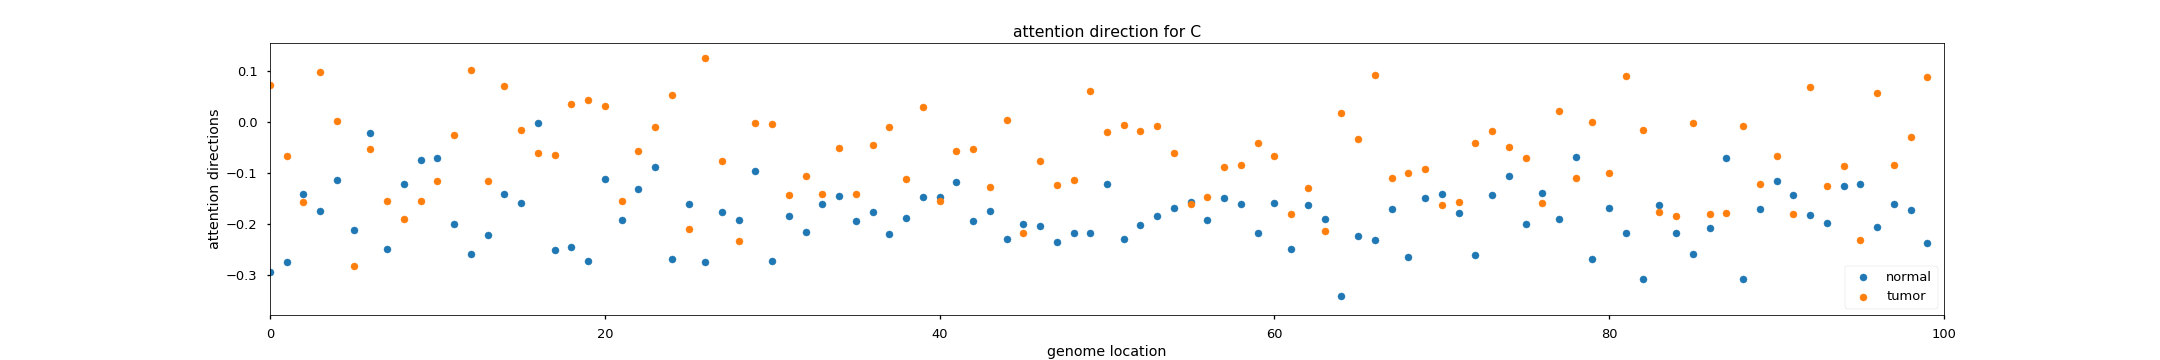 attention direction for C
attention directions
0.1
0.0
−0.1
−0.2
−0.3
0
20
40
60
80
100
genome location
normal
tumor